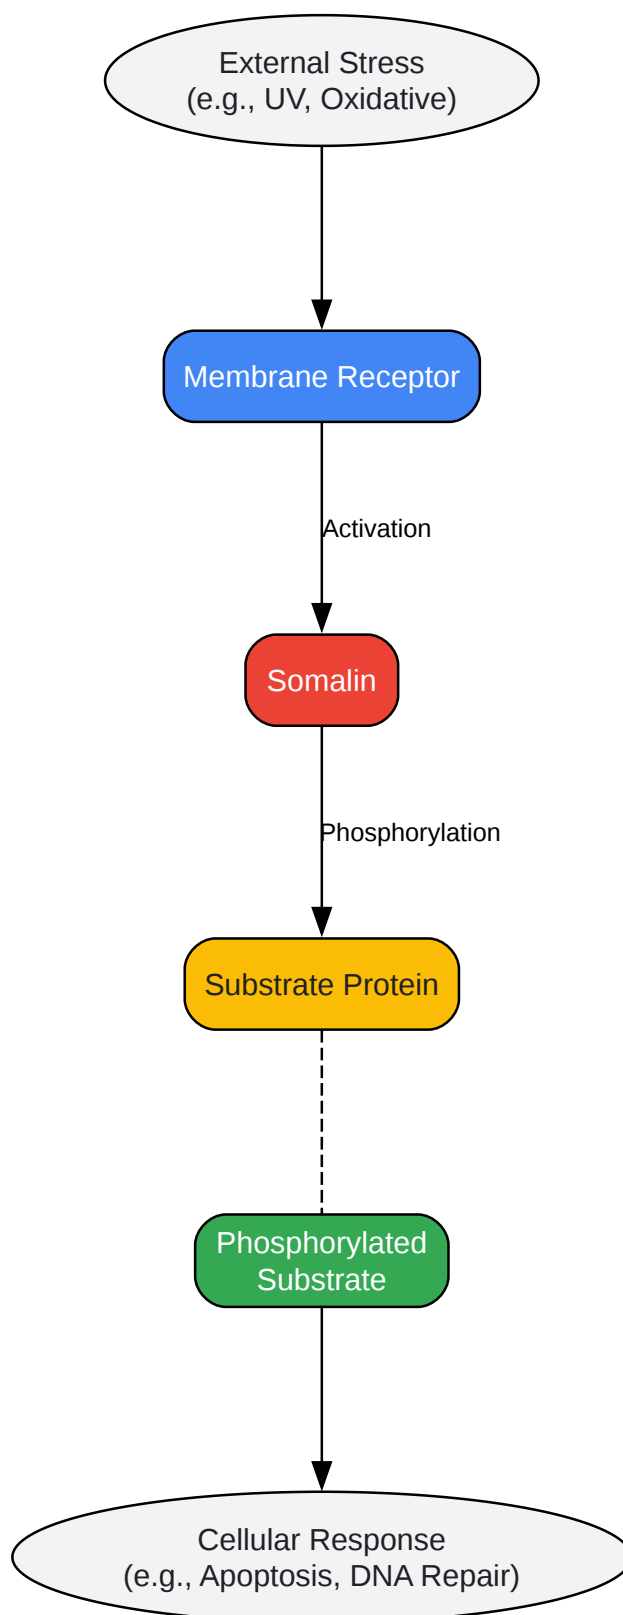 External Stress
(e.g., UV, Oxidative)
Membrane Receptor
Activation
Somalin
Phosphorylation
Substrate Protein
Phosphorylated
Substrate
Cellular Response
(e.g., Apoptosis, DNA Repair)